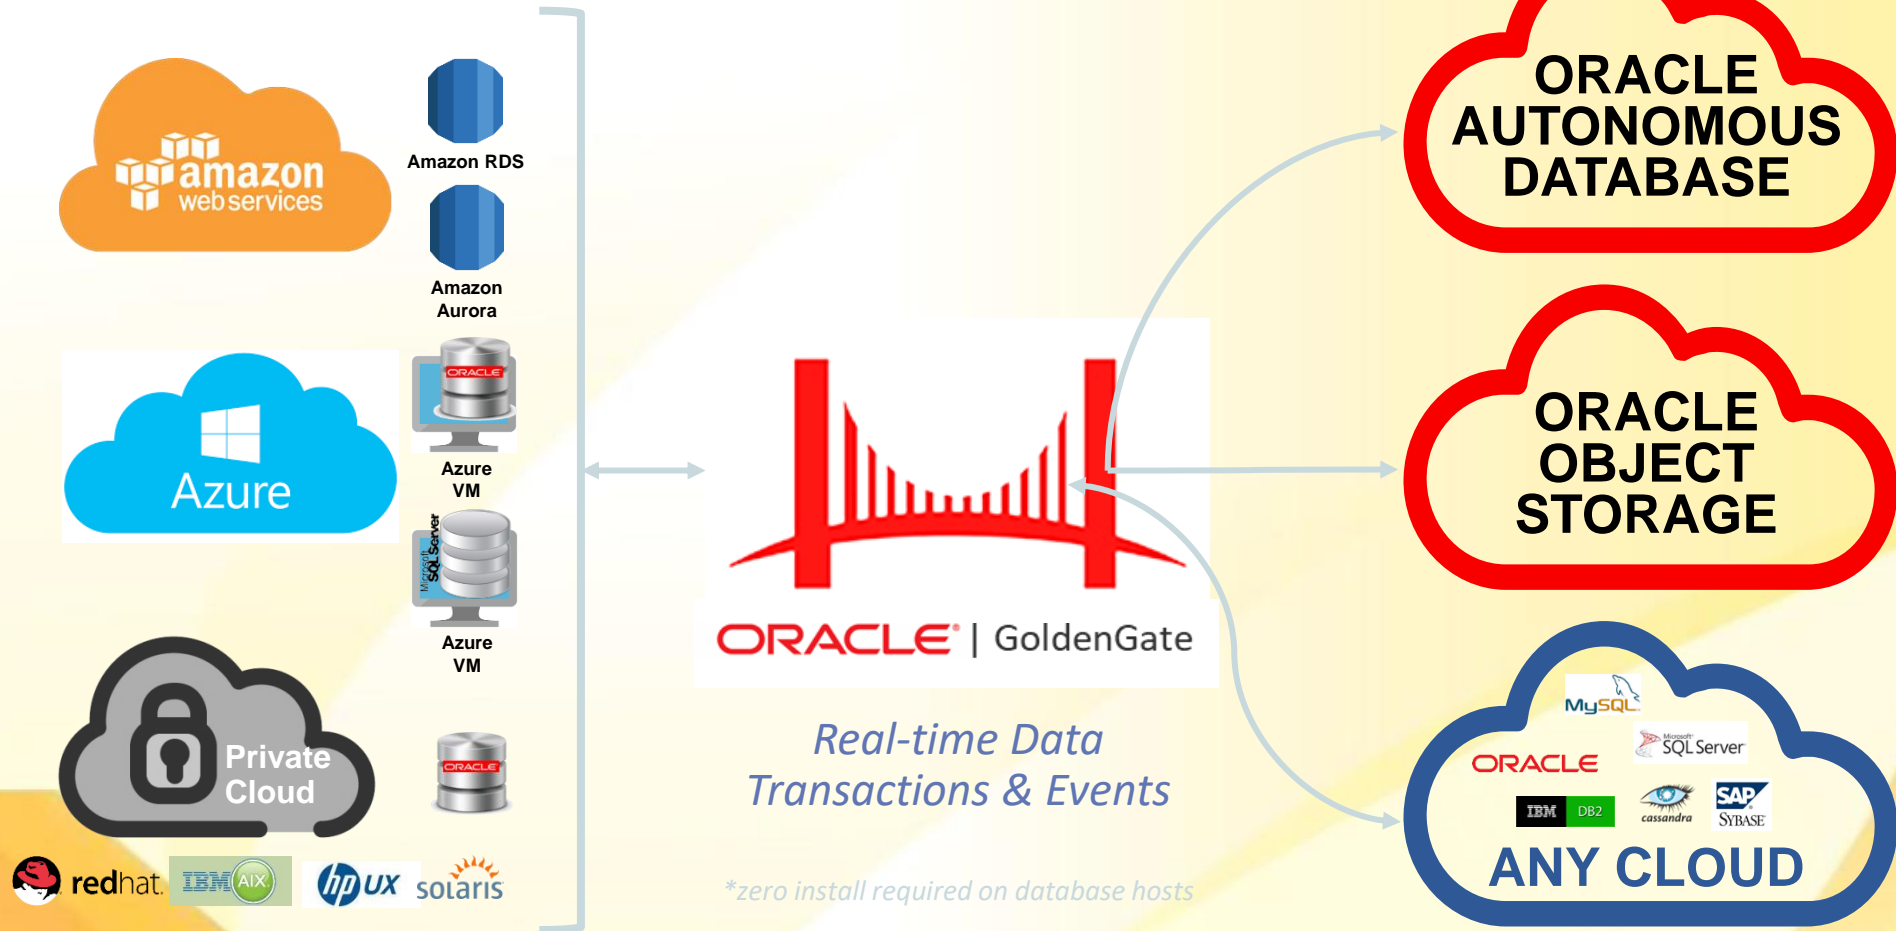 amazon
web services
Amazon RDS
Amazon
Aurora
Azure
ORACLE
Azure
VM
Microsoft
SQL Server
Azure
VM
Private
Cloud
ORACLE
redhat.
IBM AIX
hp UX
solaris
ORACLE | GoldenGate
Real-time Data
Transactions & Events
*zero install required on database hosts
ORACLE
AUTONOMOUS
DATABASE
ORACLE
OBJECT
STORAGE
MySQL
Microsoft
SQL Server
ORACLE
IBM DB2
cassandra
SAP
SYBASE
ANY CLOUD